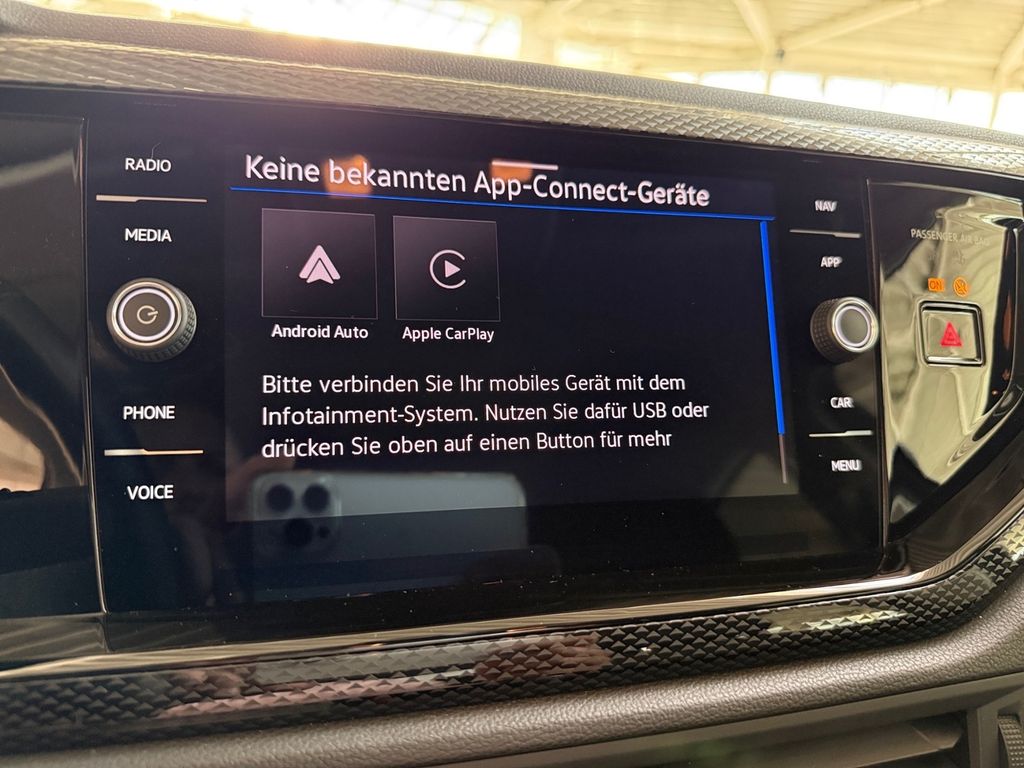 RADIO
MEDIA
PHONE
VOICE
Keine bekannten App-Connect-Geräte
Android Auto
Apple CarPlay
Bitte verbinden Sie Ihr mobiles Gerät mit dem
Infotainment-System. Nutzen Sie dafür USB oder
drücken Sie oben auf einen Button für mehr
NAV
APP
CAR
MENU
PASSENGER AIR BAG
ON